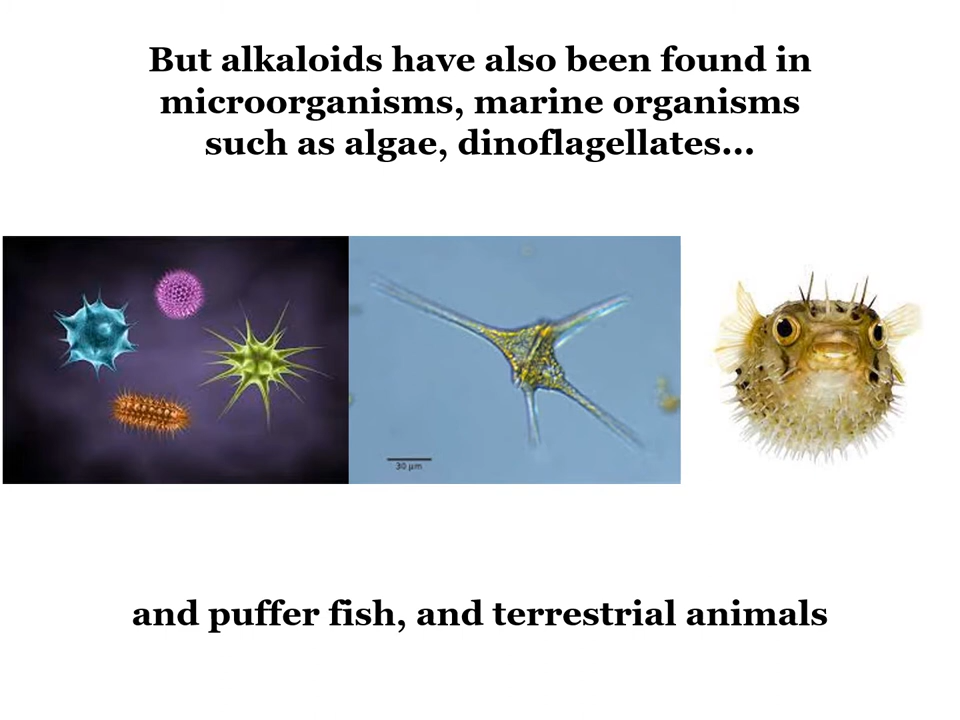 But alkaloids have also been found in
microorganisms, marine organisms
such as algae, dinoflagellates...
30 µm
and puffer fish, and terrestrial animals